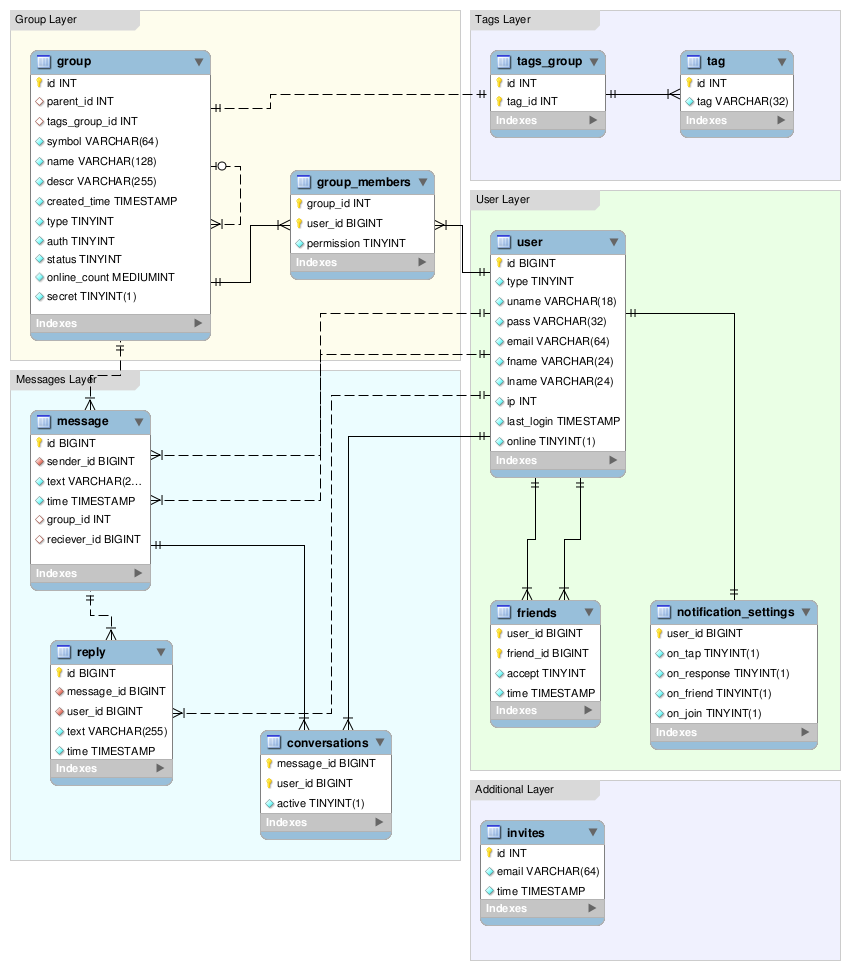 Group Layer
group
id INT
parent_id INT
tags_group_id INT
symbol VARCHAR(64)
name VARCHAR(128)
descr VARCHAR(255)
created_time TIMESTAMP
type TINYINT
auth TINYINT
status TINYINT
online_count MEDIUMINT
secret TINYINT(1)
Indexes
group_members
group_id INT
user_id BIGINT
permission TINYINT
Indexes
Tags Layer
tags_group
id INT
tag_id INT
Indexes
tag
id INT
tag VARCHAR(32)
Indexes
User Layer
user
id BIGINT
type TINYINT
uname VARCHAR(18)
pass VARCHAR(32)
email VARCHAR(64)
fname VARCHAR(24)
lname VARCHAR(24)
ip INT
last_login TIMESTAMP
online TINYINT(1)
Indexes
friends
user_id BIGINT
friend_id BIGINT
accept TINYINT
time TIMESTAMP
Indexes
notification_settings
user_id BIGINT
on_tap TINYINT(1)
on_response TINYINT(1)
on_friend TINYINT(1)
on_join TINYINT(1)
Indexes
Messages Layer
message
id BIGINT
sender_id BIGINT
text VARCHAR(2...
time TIMESTAMP
group_id INT
reciever_id BIGINT
Indexes
reply
id BIGINT
message_id BIGINT
user_id BIGINT
text VARCHAR(255)
time TIMESTAMP
Indexes
conversations
message_id BIGINT
user_id BIGINT
active TINYINT(1)
Indexes
Additional Layer
invites
id INT
email VARCHAR(64)
time TIMESTAMP
Indexes